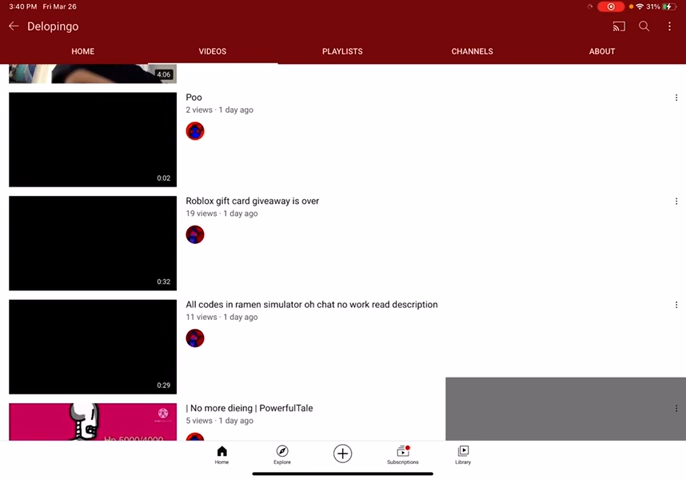 3:40 PM Fri Mar 26
31%
Delopingo
HOME VIDEOS PLAYLISTS CHANNELS ABOUT
4:06
Poo
2 views · 1 day ago
0:02
Roblox gift card giveaway is over
19 views · 1 day ago
0:32
All codes in ramen simulator oh chat no work read description
11 views · 1 day ago
0:29
| No more dieing | PowerfulTale
5 views · 1 day ago
Hp 5000/4000
Home Explore Subscriptions Library